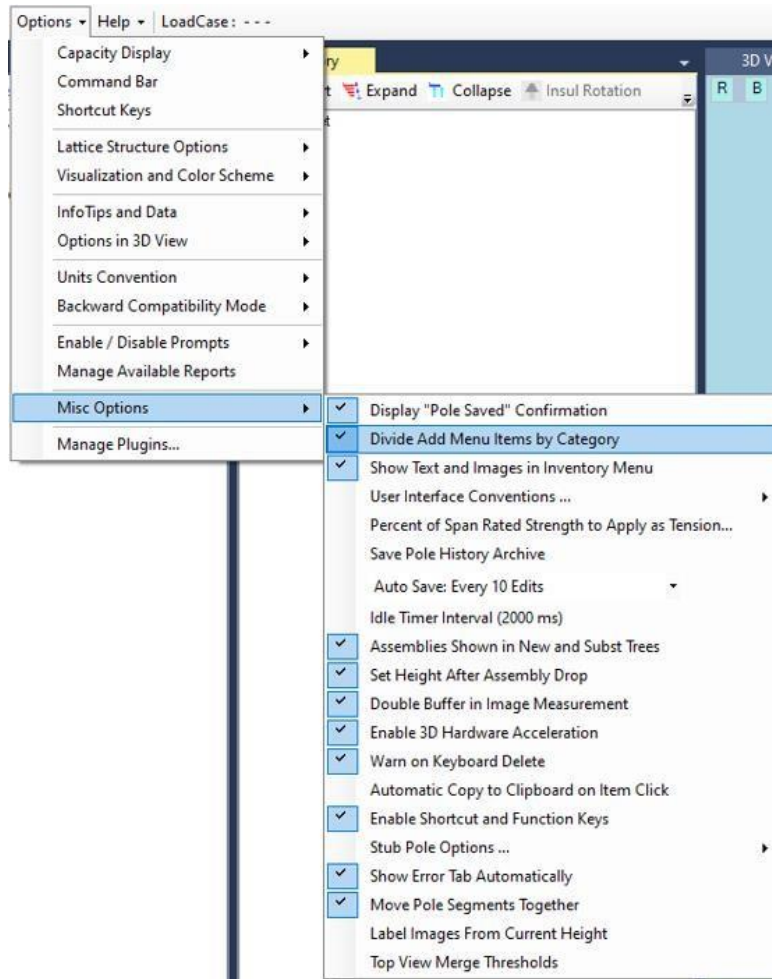 Options Help LoadCase: - - -
Capacity Display
Command Bar
Shortcut Keys
Lattice Structure Options
Visualization and Color Scheme
InfoTips and Data
Options in 3D View
Units Convention
Backward Compatibility Mode
Enable / Disable Prompts
Manage Available Reports
Misc Options
Manage Plugins...
ry
t Expand Collapse Insul Rotation
et
3D V
R B
Display "Pole Saved" Confirmation
Divide Add Menu Items by Category
Show Text and Images in Inventory Menu
User Interface Conventions ...
Percent of Span Rated Strength to Apply as Tension...
Save Pole History Archive
Auto Save: Every 10 Edits
Idle Timer Interval (2000 ms)
Assemblies Shown in New and Subst Trees
Set Height After Assembly Drop
Double Buffer in Image Measurement
Enable 3D Hardware Acceleration
Warn on Keyboard Delete
Automatic Copy to Clipboard on Item Click
Enable Shortcut and Function Keys
Stub Pole Options ...
Show Error Tab Automatically
Move Pole Segments Together
Label Images From Current Height
Top View Merge Thresholds